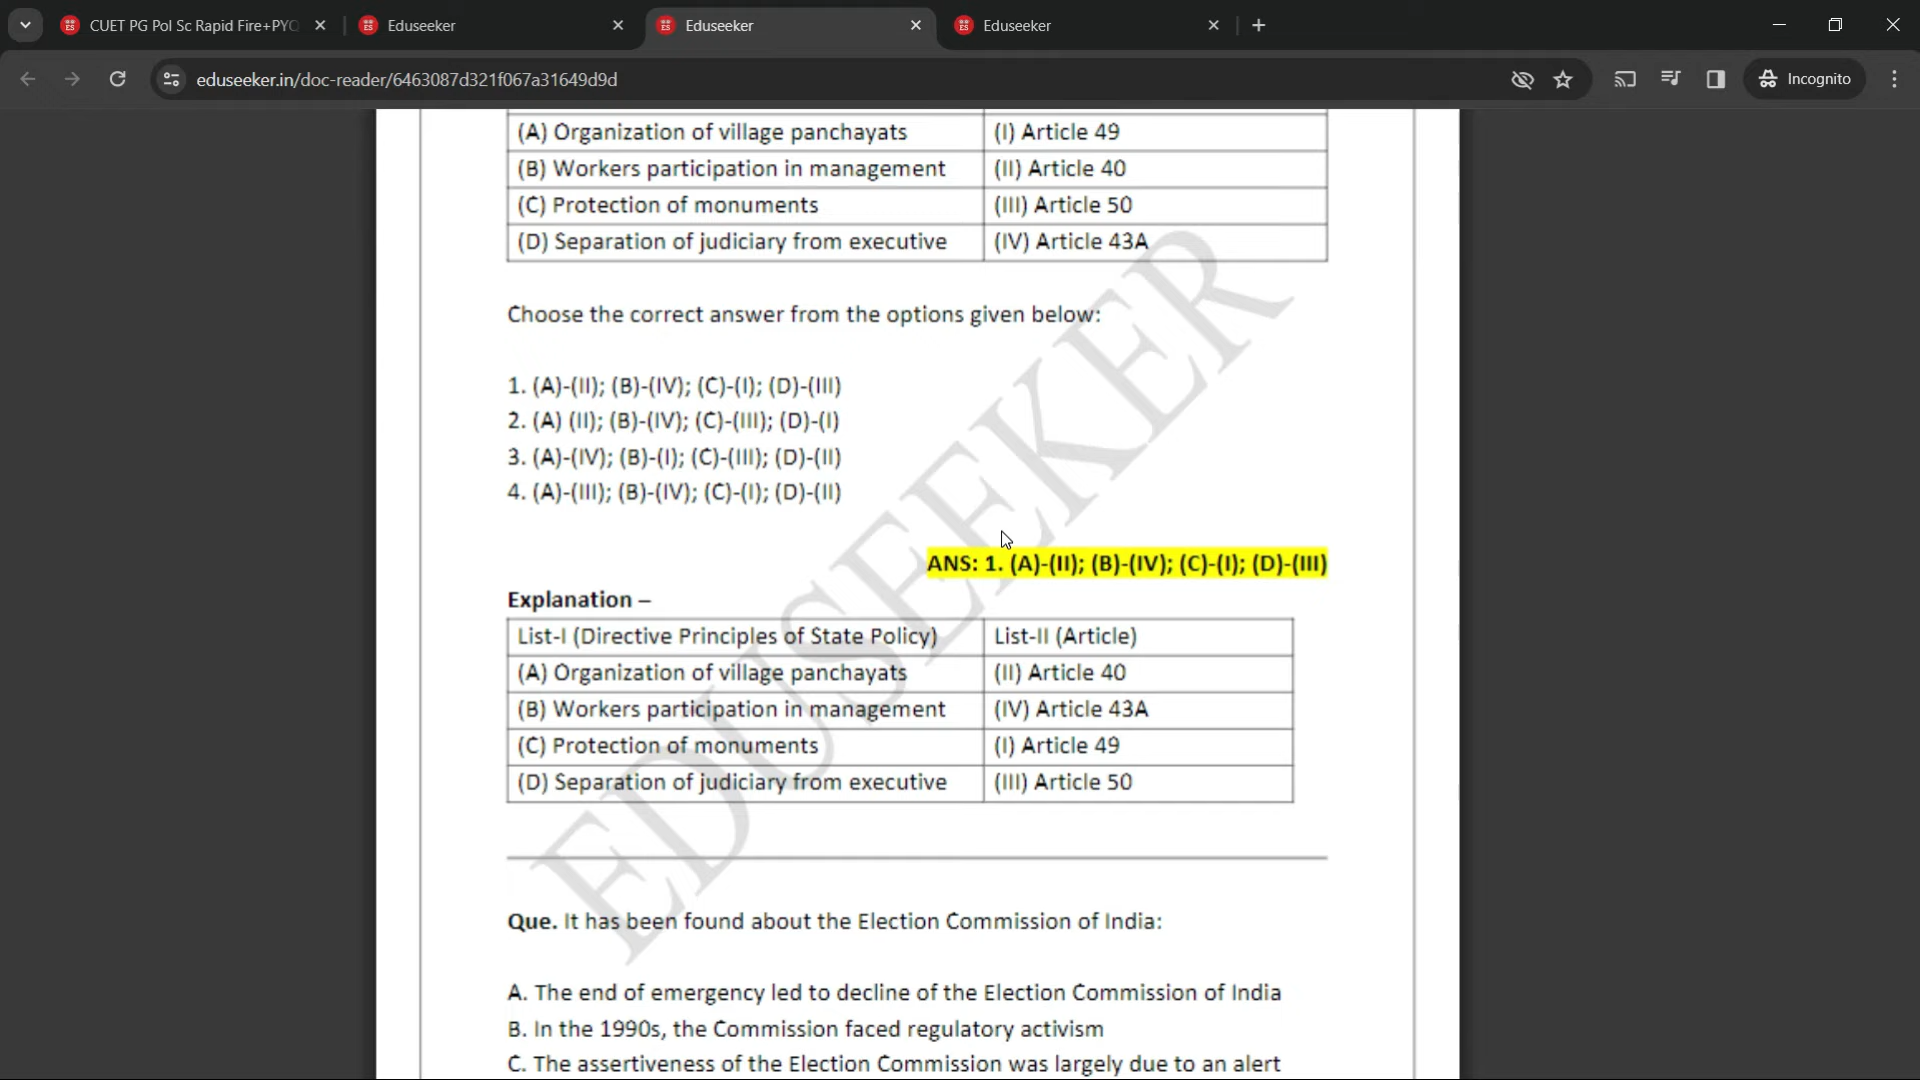 CUET PG Pol Sc Rapid Fire+PYQ
Eduseeker
Eduseeker
Eduseeker
eduseeker.in/doc-reader/6463087d321f067a31649d9d
Incognito
(A) Organization of village panchayats (I) Article 49
(B) Workers participation in management (II) Article 40
(C) Protection of monuments (III) Article 50
(D) Separation of judiciary from executive (IV) Article 43A
Choose the correct answer from the options given below:
1. (A)-(II); (B)-(IV); (C)-(I); (D)-(III)
2. (A) (II); (B)-(IV); (C)-(III); (D)-(I)
3. (A)-(IV); (B)-(I); (C)-(III); (D)-(II)
4. (A)-(III); (B)-(IV); (C)-(I); (D)-(II)
ANS: 1. (A)-(II); (B)-(IV); (C)-(I); (D)-(III)
Explanation –
List-I (Directive Principles of State Policy) List-II (Article)
(A) Organization of village panchayats (II) Article 40
(B) Workers participation in management (IV) Article 43A
(C) Protection of monuments (I) Article 49
(D) Separation of judiciary from executive (III) Article 50
EDUSEEKER
Que. It has been found about the Election Commission of India:
A. The end of emergency led to decline of the Election Commission of India
B. In the 1990s, the Commission faced regulatory activism
C. The assertiveness of the Election Commission was largely due to an alert